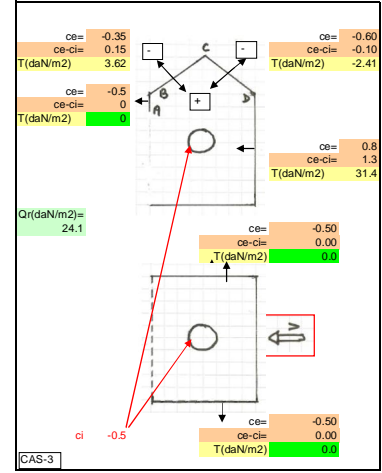 ce= -0.35
ce-ci= 0.15
T(daN/m2) 3.62
- C -
ce= -0.60
ce-ci= -0.10
T(daN/m2) -2.41
ce= -0.5
ce-ci= 0
T(daN/m2) 0
B + D
A
ce= 0.8
ce-ci= 1.3
T(daN/m2) 31.4
Qr(daN/m2)=
24.1
ce= -0.50
ce-ci= 0.00
T(daN/m2) 0.0
V
ce= -0.50
ce-ci= 0.00
T(daN/m2) 0.0
ci -0.5
CAS-3